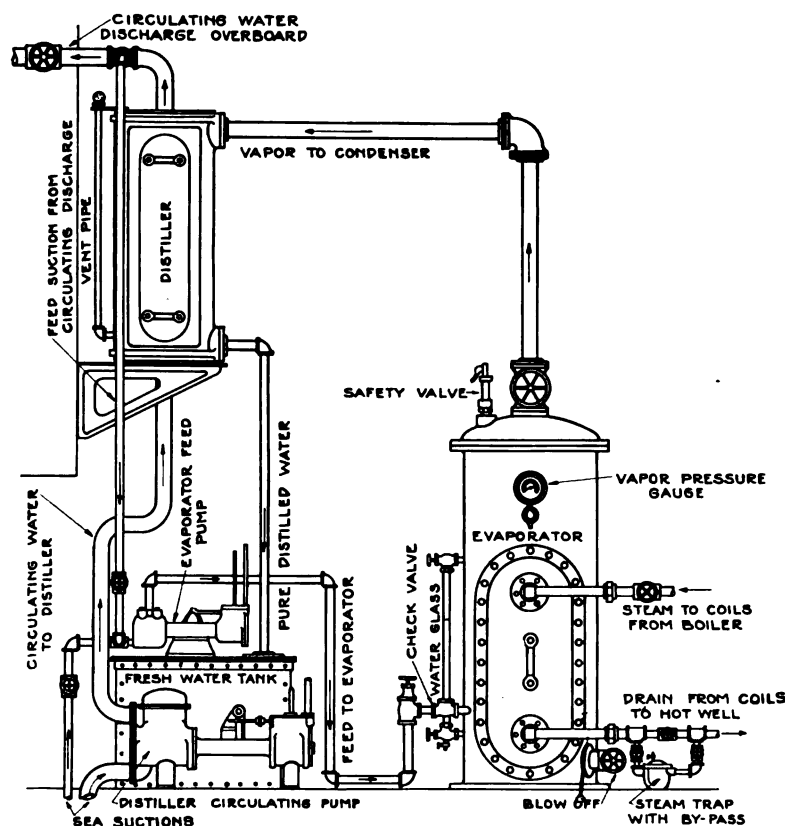 CIRCULATING WATER
DISCHARGE OVERBOARD
VAPOR TO CONDENSER
FEED SUCTION FROM
CIRCULATING DISCHARGE
VENT PIPE
DISTILLER
SAFETY VALVE
VAPOR PRESSURE
GAUGE
EVAPORATOR
CIRCULATING WATER
TO DISTILLER
EVAPORATOR FEED
PUMP
PURE DISTILLED WATER
FEED TO EVAPORATOR
CHECK VALVE
WATER GLASS
STEAM TO COILS
FROM BOILER
FRESH WATER TANK
DRAIN FROM COILS
TO HOT WELL
DISTILLER CIRCULATING PUMP
SEA SUCTIONS
BLOW OFF
STEAM TRAP
WITH BY-PASS